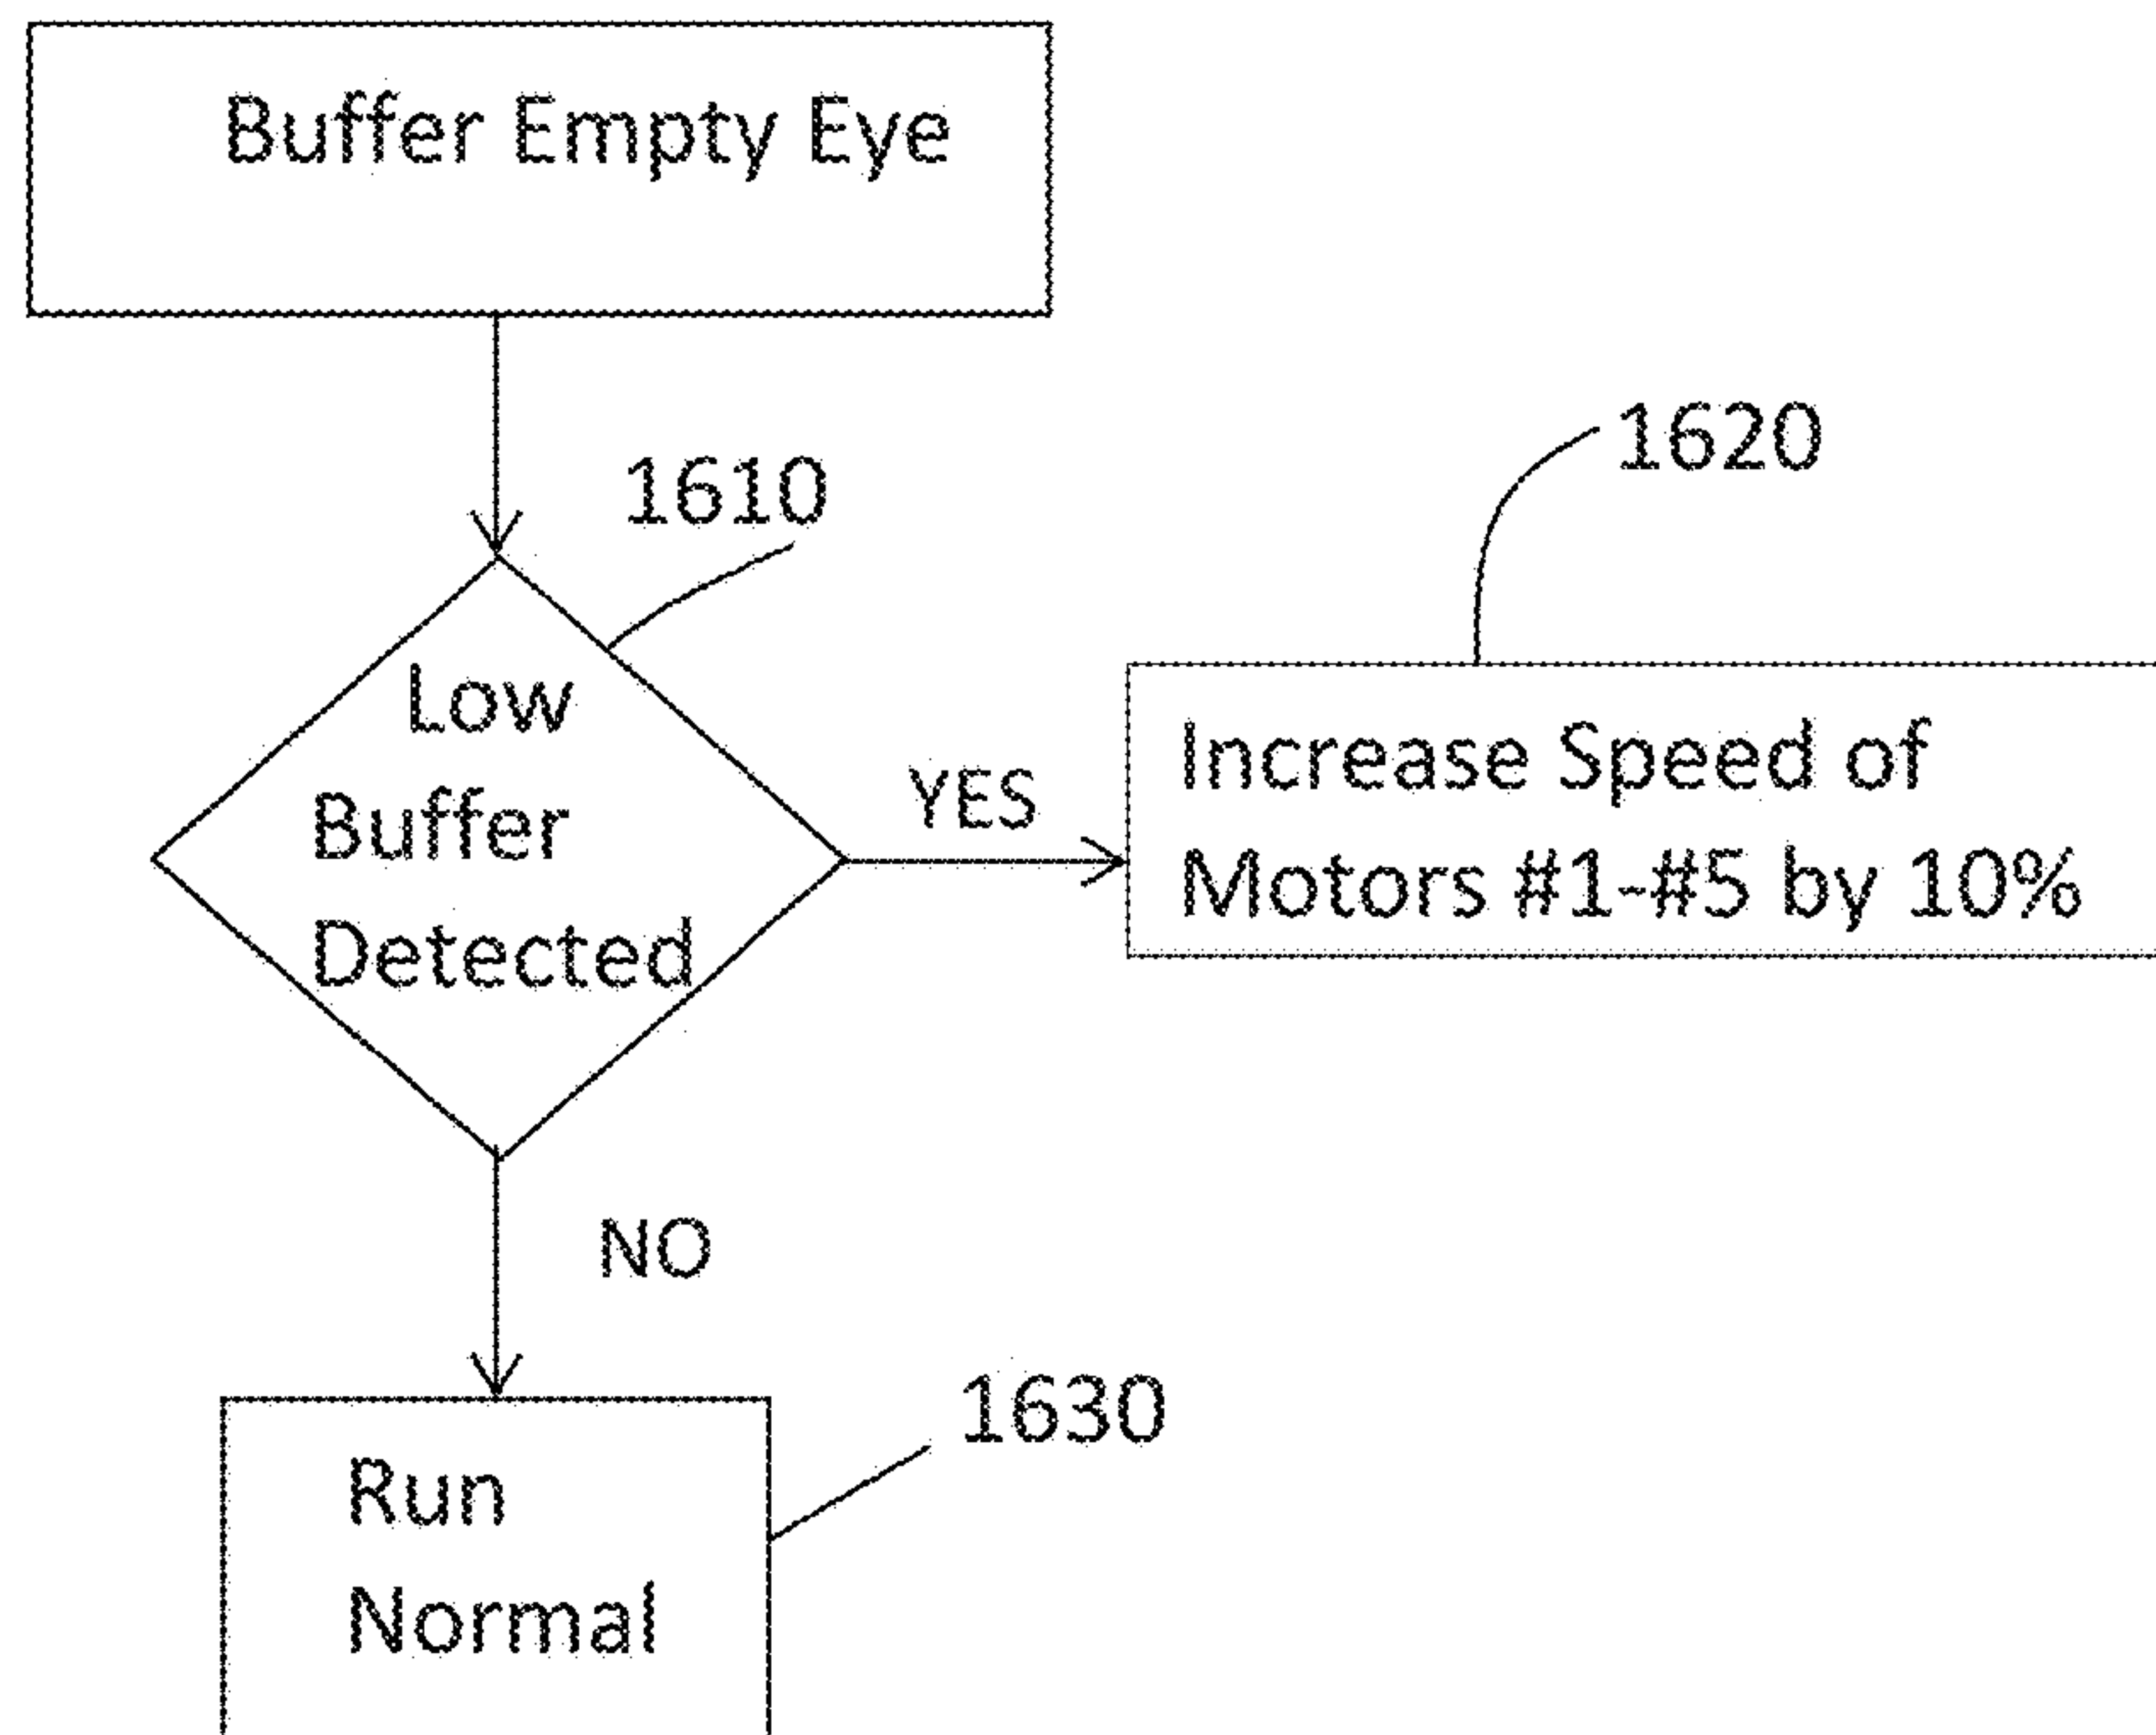 Buffer Empty Eye
1610
1620
Low
Buffer
Detected
YES
Increase Speed of
Motors #1-#5 by 10%
NO
1630
Run
Normal